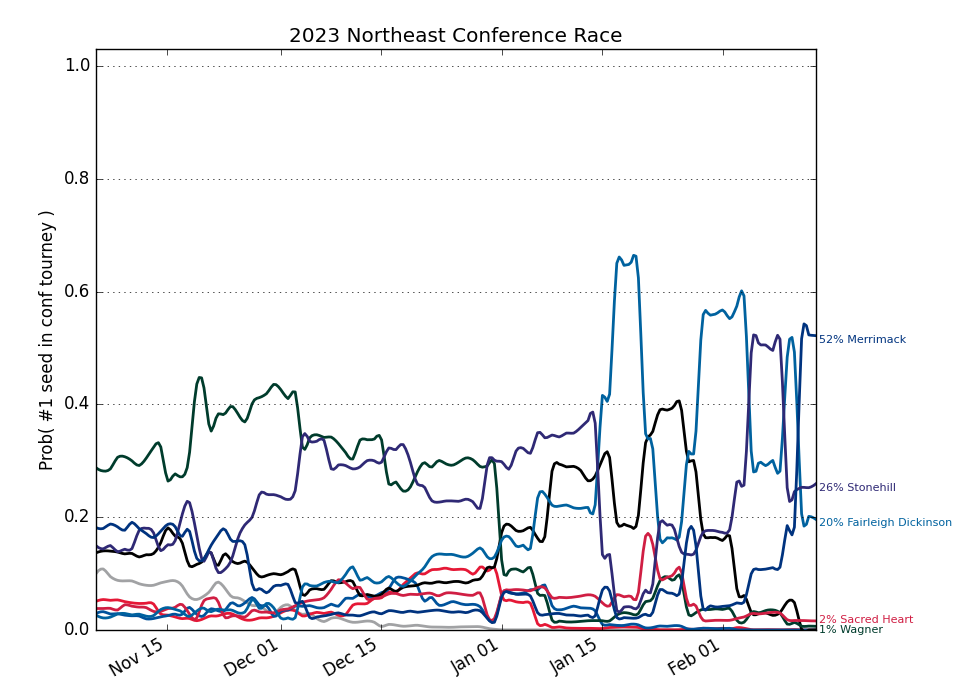 2023 Northeast Conference Race
Prob( #1 seed in conf tourney )
1.0
0.8
0.6
0.4
0.2
0.0
52% Merrimack
26% Stonehill
20% Fairleigh Dickinson
2% Sacred Heart
1% Wagner
Nov 15
Dec 01
Dec 15
Jan 01
Jan 15
Feb 01